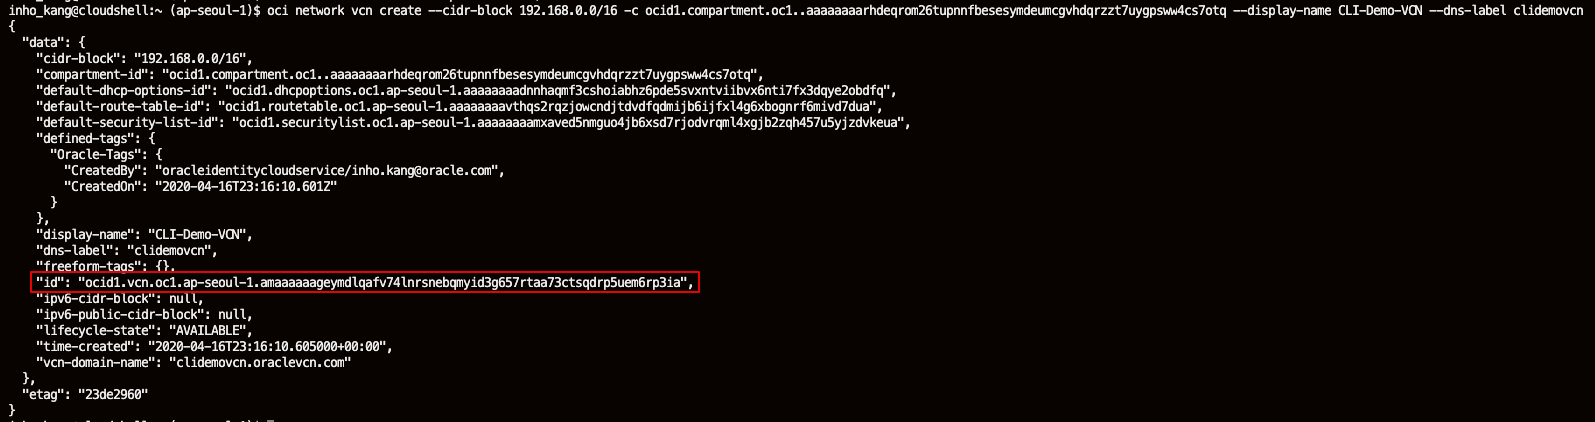 inho_kang@cloudshell:~ (ap-seoul-1)$ oci network vcn create --cidr-block 192.168.0.0/16 -c ocid1.compartment.oc1..aaaaaaaarhdeqrom26tupnnfbesesymdeumcgvhdqrzzt7uygpsww4cs7otq --display-name CLI-Demo-VCN --dns-label clidemovcn
{
  "data": {
    "cidr-block": "192.168.0.0/16",
    "compartment-id": "ocid1.compartment.oc1..aaaaaaaarhdeqrom26tupnnfbesesymdeumcgvhdqrzzt7uygpsww4cs7otq",
    "default-dhcp-options-id": "ocid1.dhcpoptions.oc1.ap-seoul-1.aaaaaaaadnnhaqmf3cshoiabhz6pde5svxntviibvx6nti7fx3dqye2obdfq",
    "default-route-table-id": "ocid1.routetable.oc1.ap-seoul-1.aaaaaaaavthqs2rqzjowcndjtdvdfqdmijb6ijfxl4g6xbognrf6mivd7dua",
    "default-security-list-id": "ocid1.securitylist.oc1.ap-seoul-1.aaaaaaaamxaved5nmguo4jb6xsd7rjodvrqml4xgjb2zqh457u5yjzdvkeua",
    "defined-tags": {
      "Oracle-Tags": {
        "CreatedBy": "oracleidentitycloudservice/inho.kang@oracle.com",
        "CreatedOn": "2020-04-16T23:16:10.601Z"
      }
    },
    "display-name": "CLI-Demo-VCN",
    "dns-label": "clidemovcn",
    "freeform-tags": {},
    "id": "ocid1.vcn.oc1.ap-seoul-1.amaaaaaageymdlqafv74lnrsnebqmyid3g657rtaa73ctsqdrp5uem6rp3ia",
    "ipv6-cidr-block": null,
    "ipv6-public-cidr-block": null,
    "lifecycle-state": "AVAILABLE",
    "time-created": "2020-04-16T23:16:10.605000+00:00",
    "vcn-domain-name": "clidemovcn.oraclevcn.com"
  },
  "etag": "23de2960"
}